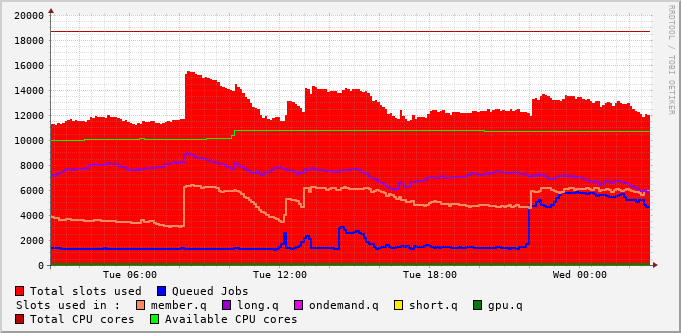 20000
18000
16000
14000
12000
10000
8000
6000
4000
2000
0
Tue 06:00 Tue 12:00 Tue 18:00 Wed 00:00
Total slots used Queued Jobs
Slots used in : member.q long.q ondemand.q short.q gpu.q
Total CPU cores Available CPU cores
RRDTOOL / TOBI OETIKER